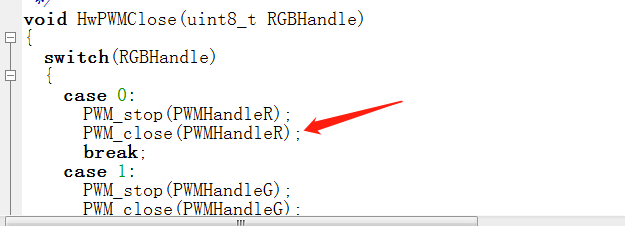 */
void HwPWMClose(uint8_t RGBHandle)
{
switch(RGBHandle)
{
case 0:
PWM_stop(PWMHandleR);
PWM_close(PWMHandleR);
break;
case 1:
PWM_stop(PWMHandleG);
PWM_close(PWMHandleG);